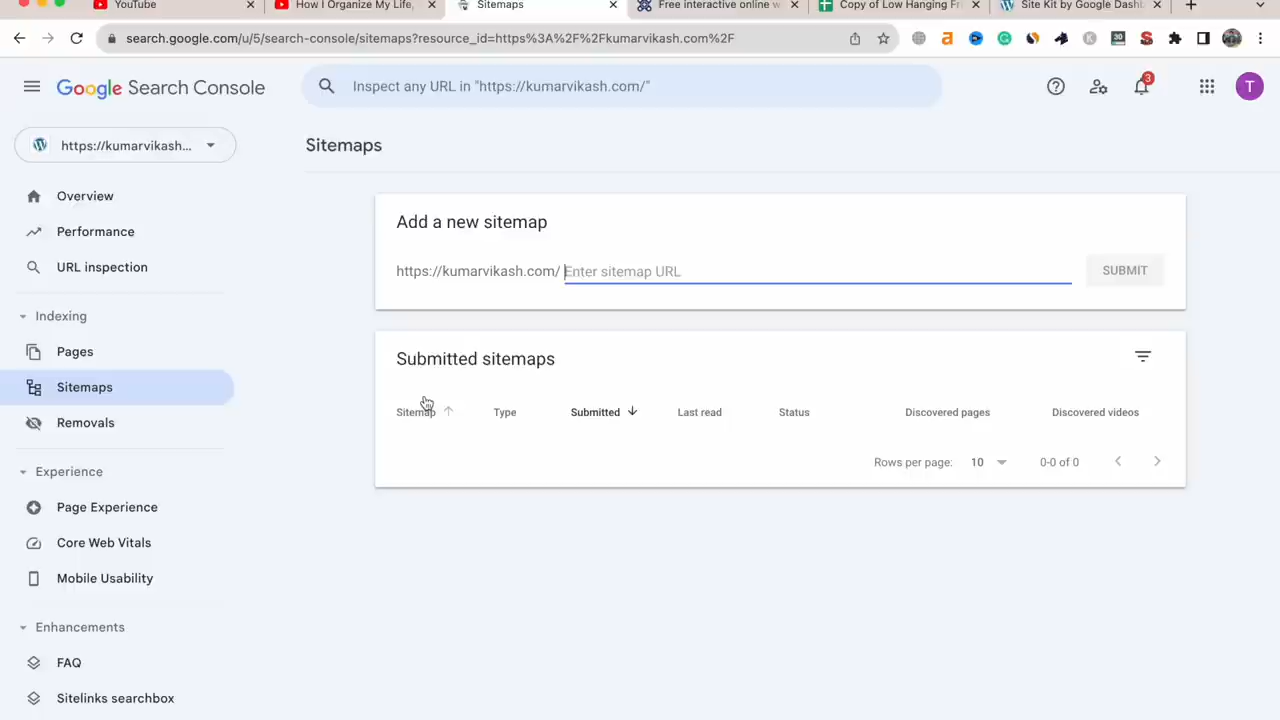 YouTube
How I Organize My Life,
Sitemaps
Free interactive online w
Copy of Low Hanging Fr
Site Kit by Google Dashb
search.google.com/u/5/search-console/sitemaps?resource_id=https%3A%2F%2Fkumarvikash.com%2F
Google Search Console
Inspect any URL in "https://kumarvikash.com/"
3
T
https://kumarvikash...
Sitemaps
Overview
Performance
URL inspection
Indexing
Pages
Sitemaps
Removals
Experience
Page Experience
Core Web Vitals
Mobile Usability
Enhancements
FAQ
Sitelinks searchbox
Add a new sitemap
https://kumarvikash.com/ Enter sitemap URL
SUBMIT
Submitted sitemaps
Sitemap Type Submitted Last read Status Discovered pages Discovered videos
Rows per page: 10 0-0 of 0